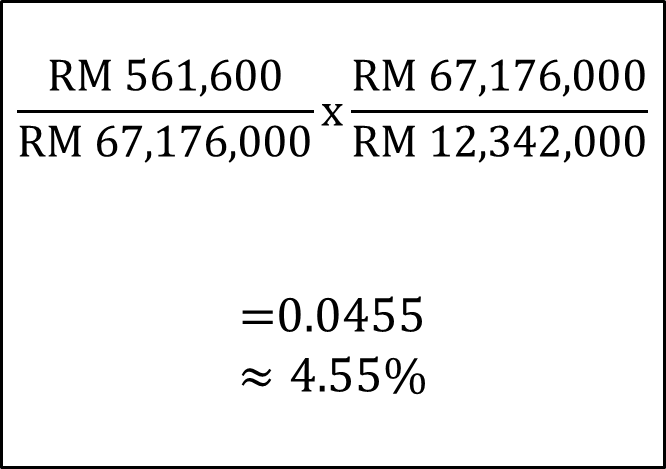 RM 561,600 RM 67,176,000
x
RM 67,176,000 RM 12,342,000
=0.0455
≈ 4.55%